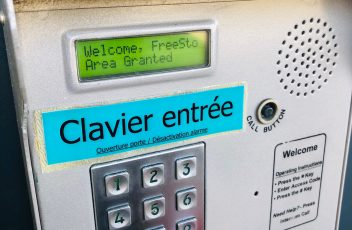 Welcome, FreeSto
Area Granted
Clavier entrée
Ouverture porte / Désactivation alarme
CALL BUTTON
Welcome
Operating Instructions
- Press the * Key
- Enter Access Code
- Press the # Key
Need Help? Press
1 2 3
4 5 6